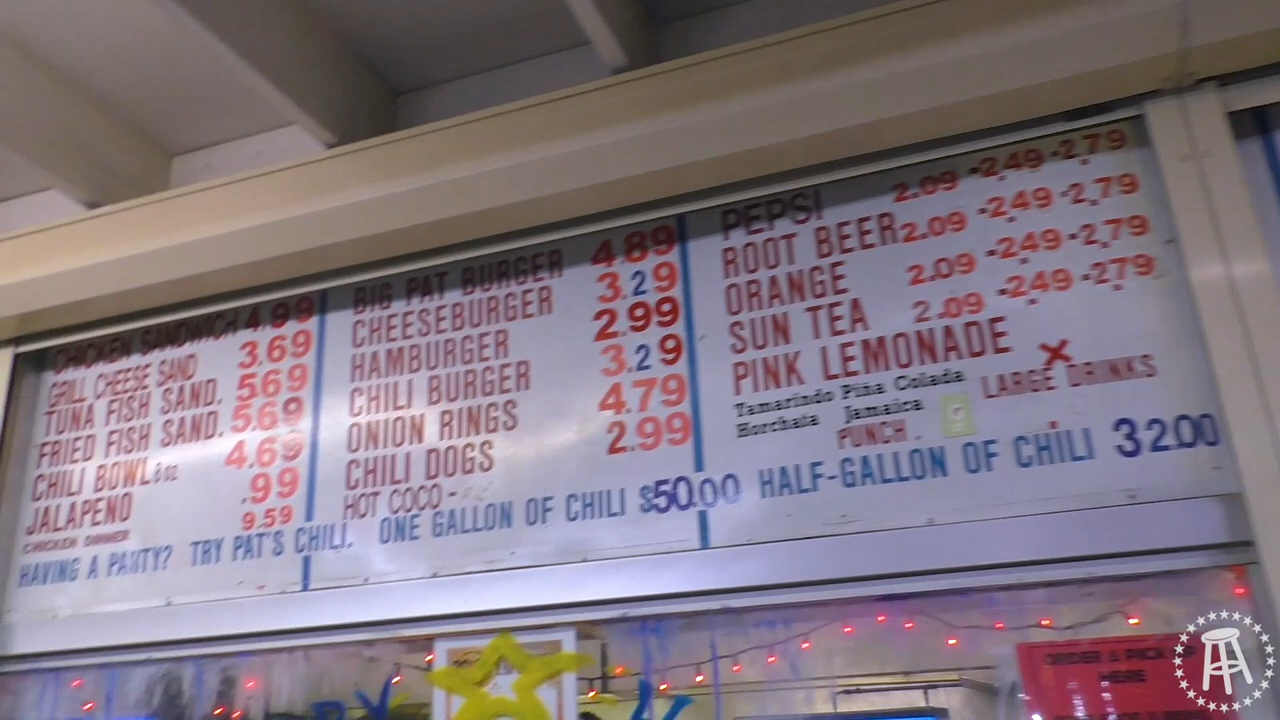 CHICKEN SANDWICH 4.99
GRILL CHEESE SAND 3.69
TUNA FISH SAND. 5.69
FRIED FISH SAND. 5.69
CHILI BOWL 8 oz 4.69
JALAPENO .99
CHICKEN DINNER 9.59
BIG PAT BURGER 4.89
CHEESEBURGER 3.29
HAMBURGER 2.99
CHILI BURGER 3.29
ONION RINGS 4.79
CHILI DOGS 2.99
HOT COCO -
PEPSI 2.09 -2,49 -2,79
ROOT BEER 2.09 -2,49 -2,79
ORANGE 2.09 -2,49 -2,79
SUN TEA 2.09 -2,49 -2,79
PINK LEMONADE
Tamarindo Piña Colada
Horchata Jamaica
PUNCH.
LARGE DRINKS
HAVING A PARTY? TRY PAT'S CHILI. ONE GALLON OF CHILI $50.00 HALF-GALLON OF CHILI 32.00
ORDER & PICK UP
HERE